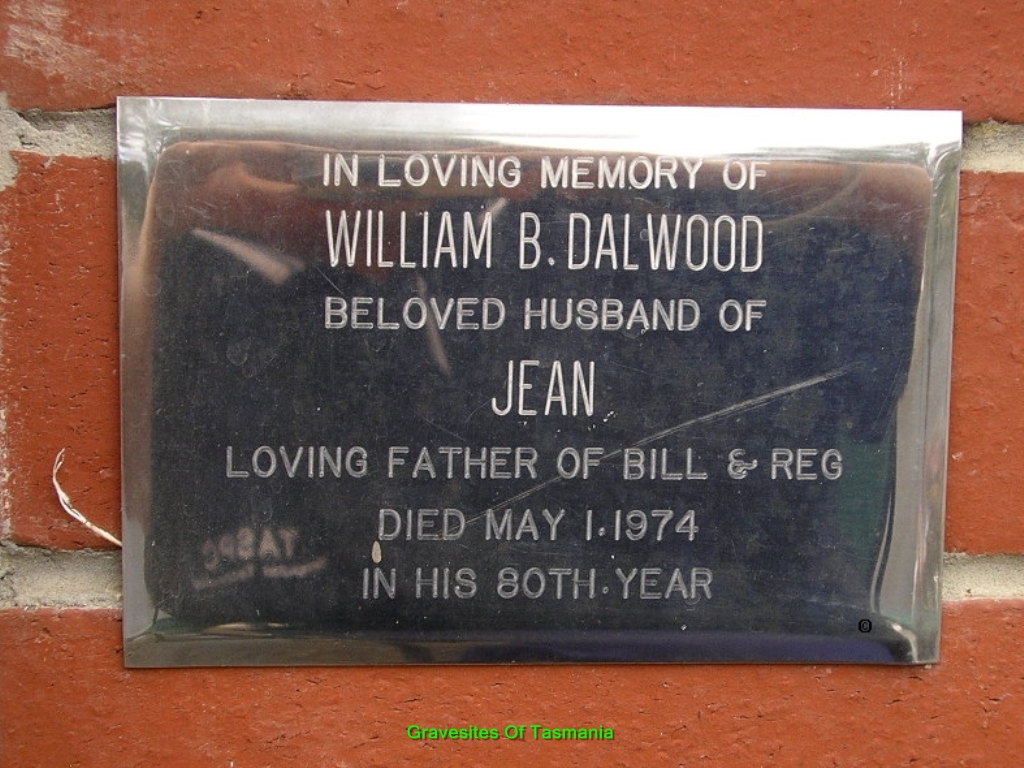 IN LOVING MEMORY OF
WILLIAM B. DALWOOD
BELOVED HUSBAND OF
JEAN
LOVING FATHER OF BILL & REG
DIED MAY 1.1974
IN HIS 80TH.YEAR
©
Gravesites Of Tasmania